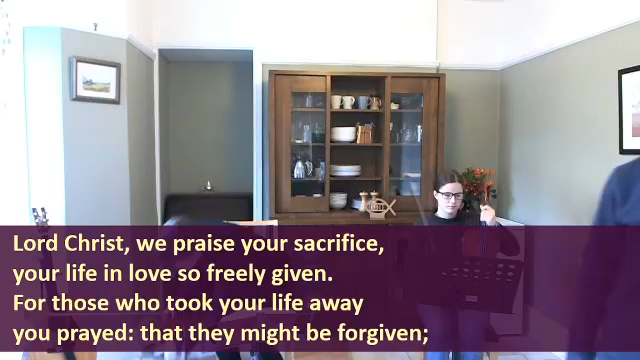 Lord Christ, we praise your sacrifice,
your life in love so freely given.
For those who took your life away
you prayed: that they might be forgiven;